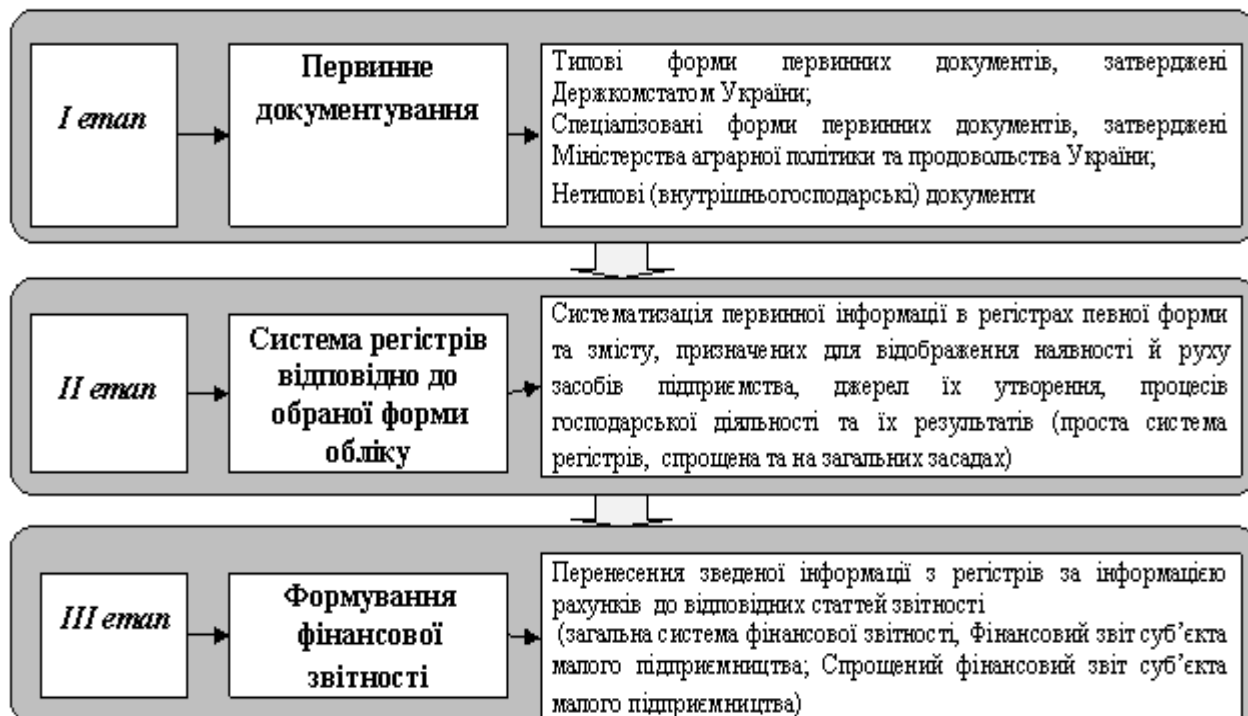 I етап
Первинне
документування
Типові форми первинних документів, затверджені
Держкомстатом України;
Спеціалізовані форми первинних документів, затверджені
Міністерства аграрної політики та продовольства України;
Нетипові (внутрішньогосподарські) документи
II етап
Система регістрів
відповідно до
обраної форми
обліку
Систематизація первинної інформації в регістрах певної форми
та змісту, призначених для відображення наявності й руху
засобів підприємства, джерел їх утворення, процесів
господарської діяльності та їх результатів (проста система
регістрів, спрощена та на загальних засадах)
III етап
Формування
фінансової
звітності
Перенесення зведеної інформації з регістрів за інформацією
рахунків до відповідних статтей звітності
(загальна система фінансової звітності, Фінансовий звіт суб’єкта
малого підприємництва; Спрощений фінансовий звіт суб’єкта
малого підприємництва)